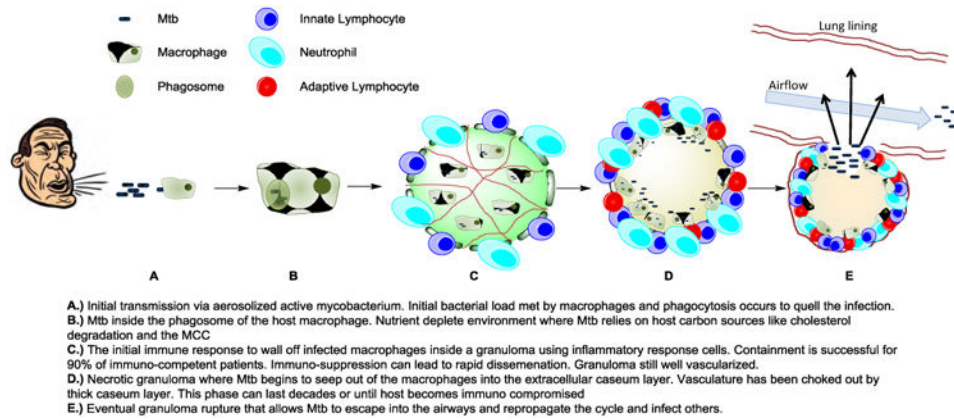 Mtb
Innate Lymphocyte
Macrophage
Neutrophil
Phagosome
Adaptive Lymphocyte
Lung lining
Airflow
A
B
C
D
E
A.) Initial transmission via aerosolized active mycobacterium. Initial bacterial load met by macrophages and phagocytosis occurs to quell the infection.
B.) Mtb inside the phagosome of the host macrophage. Nutrient deplete environment where Mtb relies on host carbon sources like cholesterol
degradation and the MCC
C.) The initial immune response to wall off infected macrophages inside a granuloma using inflammatory response cells. Containment is successful for
90% of immuno-competent patients. Immuno-suppression can lead to rapid dissemenation. Granuloma still well vascularized.
D.) Necrotic granuloma where Mtb begins to seep out of the macrophages into the extracellular caseum layer. Vasculature has been choked out by
thick caseum layer. This phase can last decades or until host becomes immuno compromised
E.) Eventual granuloma rupture that allows Mtb to escape into the airways and repropagate the cycle and infect others.